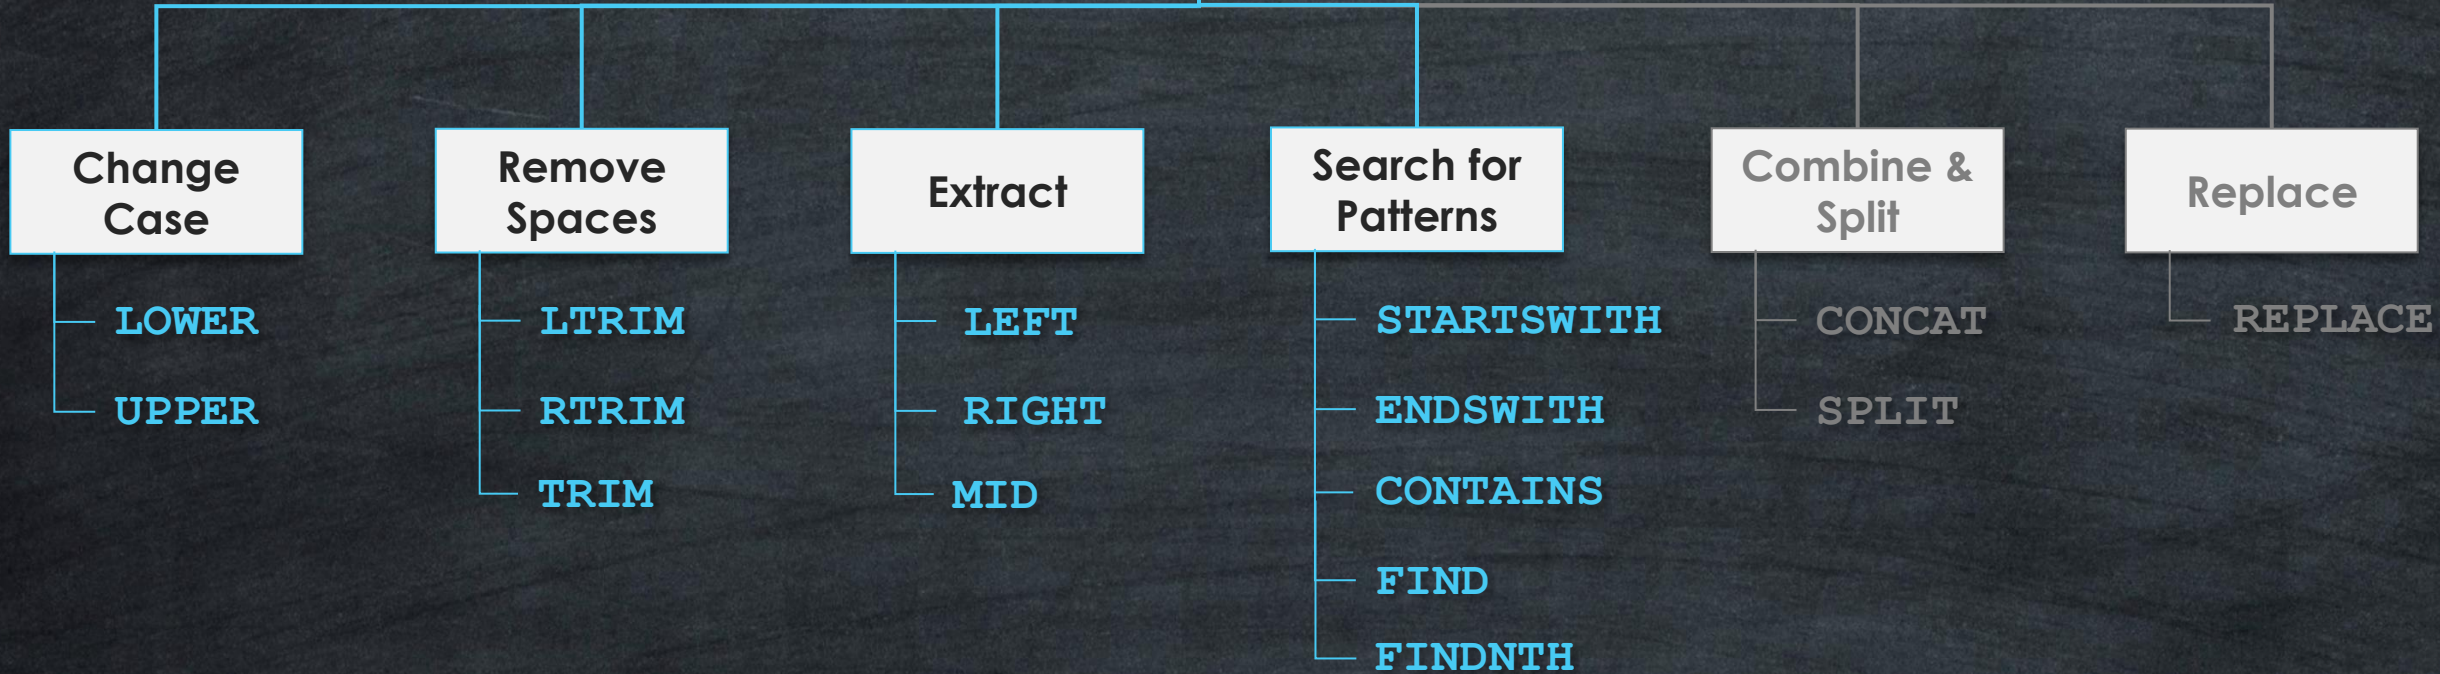 Change
Case
LOWER
UPPER
Remove
Spaces
LTRIM
RTRIM
TRIM
Extract
LEFT
RIGHT
MID
Search for
Patterns
STARTSWITH
ENDSWITH
CONTAINS
FIND
FINDNTH
Combine &
Split
CONCAT
SPLIT
Replace
REPLACE